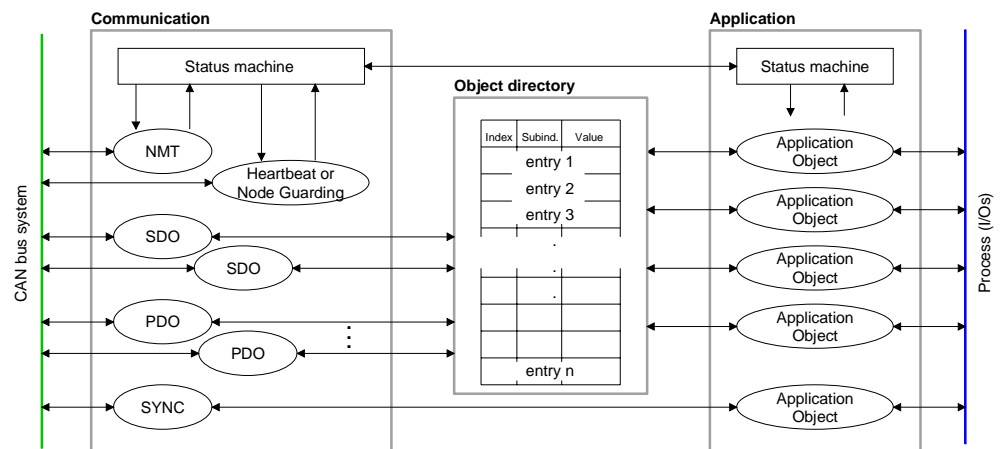 Communication
Application
Status machine
Status machine
Object directory
Index Subind. Value
entry 1
entry 2
entry 3
.
.
entry n
NMT
Heartbeat or
Node Guarding
SDO
SDO
PDO
PDO
SYNC
Application
Object
Application
Object
Application
Object
Application
Object
Application
Object
CAN bus system
Process (I/Os)